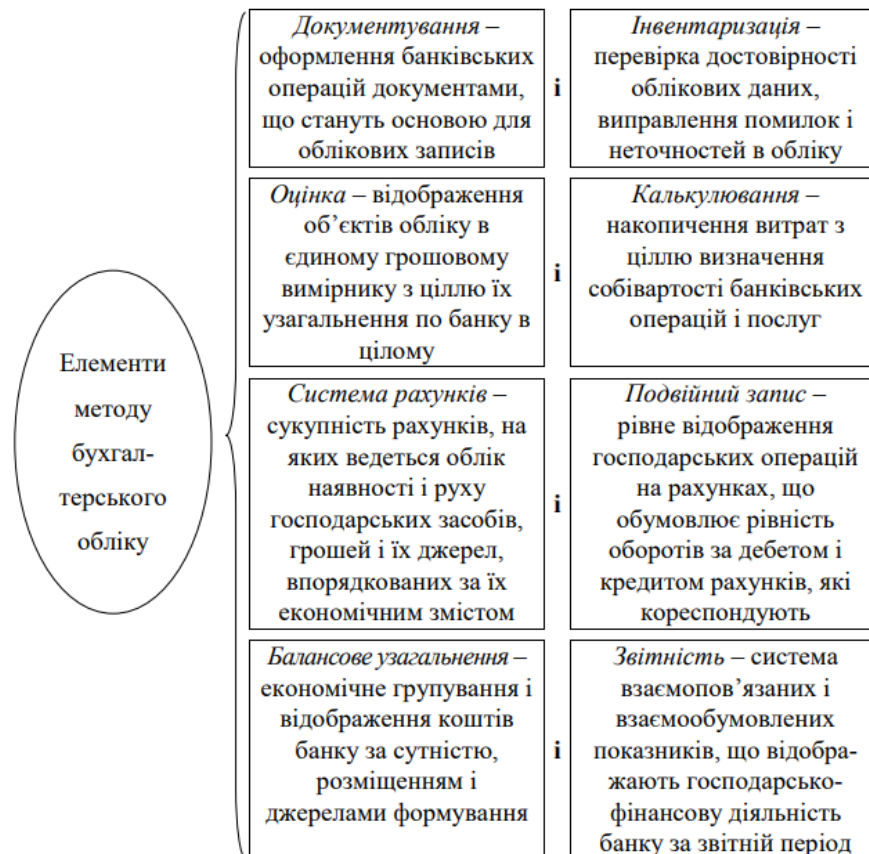 Елементи
методу
бухгал-
терського
обліку
Документування –
оформлення банківських
операцій документами,
що стануть основою для
облікових записів
і
Інвентаризація –
перевірка достовірності
облікових даних,
виправлення помилок і
неточностей в обліку
Оцінка – відображення
об’єктів обліку в
єдиному грошовому
вимірнику з ціллю їх
узагальнення по банку в
цілому
і
Калькулювання –
накопичення витрат з
ціллю визначення
собівартості банківських
операцій і послуг
Система рахунків –
сукупність рахунків, на
яких ведеться облік
наявності і руху
господарських засобів,
грошей і їх джерел,
впорядкованих за їх
економічним змістом
і
Подвійний запис –
рівне відображення
господарських операцій
на рахунках, що
обумовлює рівність
оборотів за дебетом і
кредитом рахунків, які
кореспондують
Балансове узагальнення –
економічне групування і
відображення коштів
банку за сутністю,
розміщенням і
джерелами формування
і
Звітність – система
взаємопов’язаних і
взаємообумовлених
показників, що відобра-
жають господарсько-
фінансову діяльність
банку за звітній період